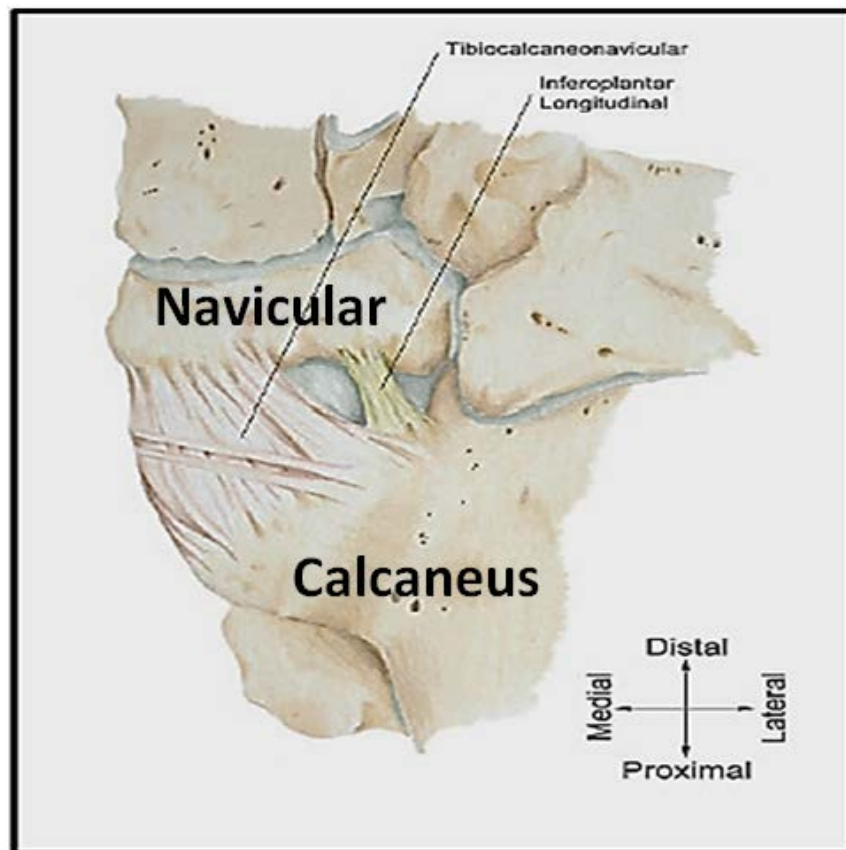 Tibiocalcaneonavicular
Inferoplantar
Longitudinal
Navicular
Calcaneus
Distal
Medial
Lateral
Proximal